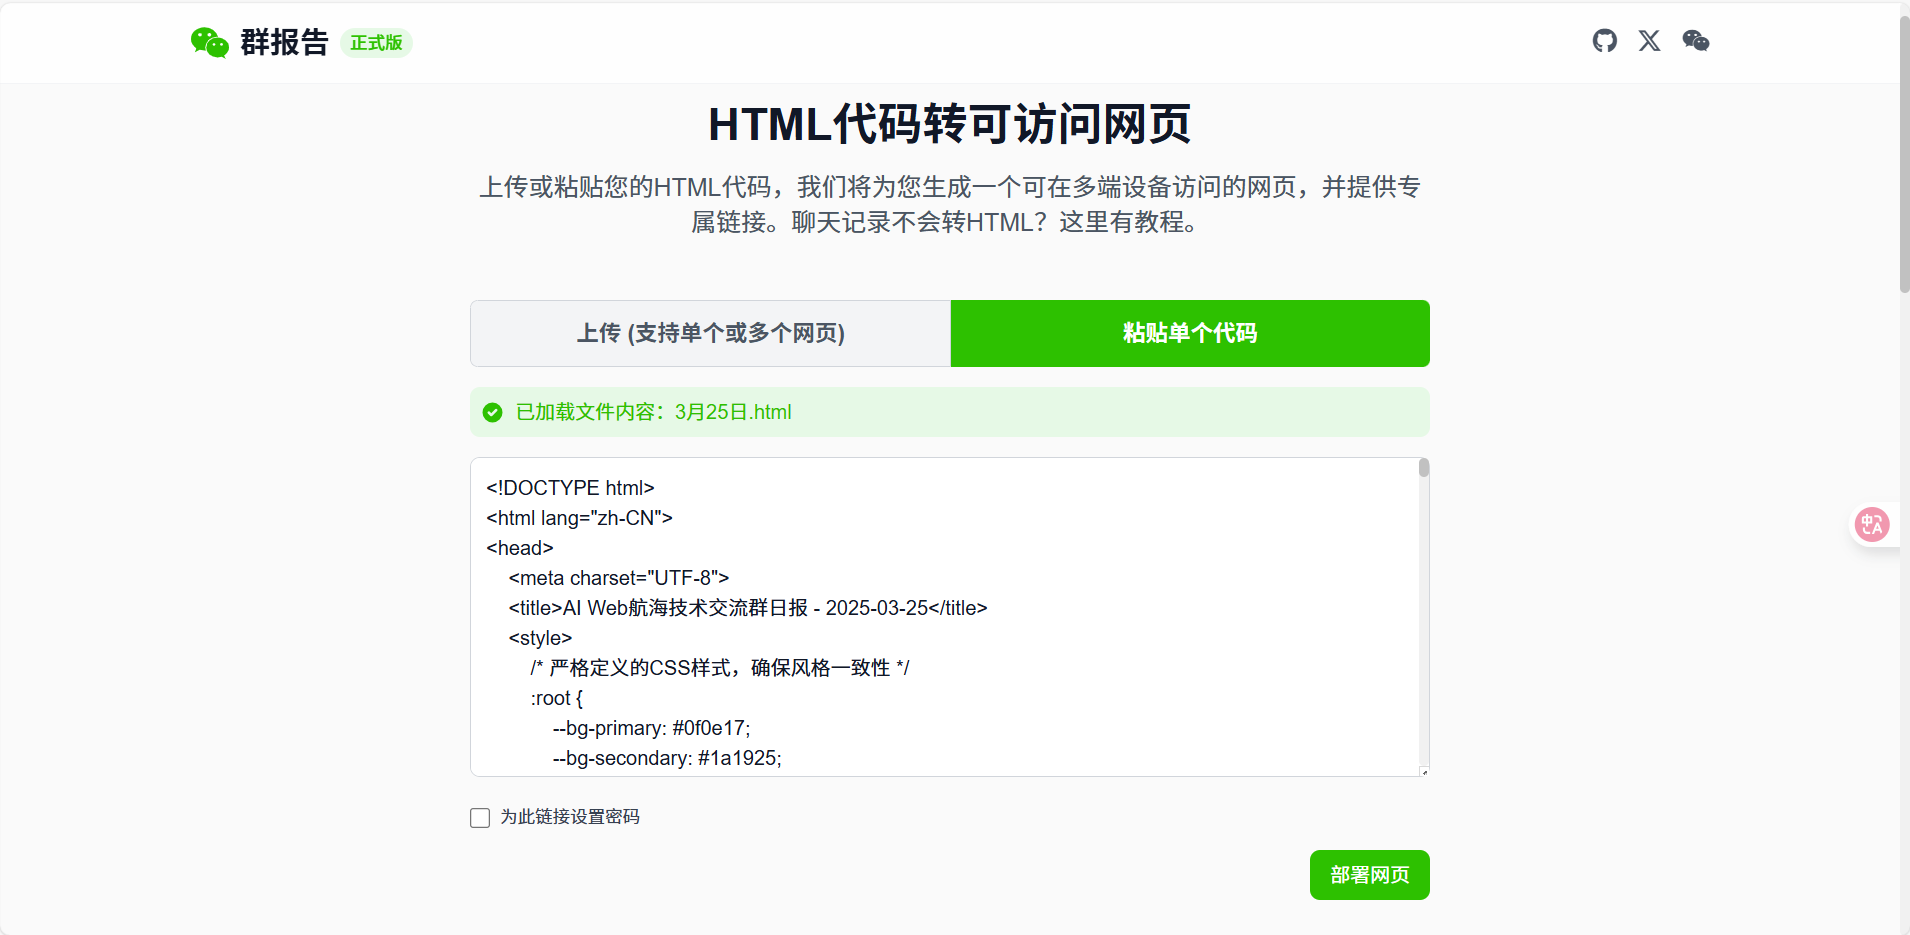 群报告 正式版
HTML代码转可访问网页
上传或粘贴您的HTML代码，我们将为您生成一个可在多端设备访问的网页，并提供专
属链接。聊天记录不会转HTML？这里有教程。
上传 (支持单个或多个网页) 粘贴单个代码
已加载文件内容：3月25日.html
<!DOCTYPE html>
<html lang="zh-CN">
<head>
<meta charset="UTF-8">
<title>AI Web航海技术交流群日报 - 2025-03-25</title>
<style>
/* 严格定义的CSS样式，确保风格一致性 */
:root {
--bg-primary: #0f0e17;
--bg-secondary: #1a1925;
为此链接设置密码
部署网页